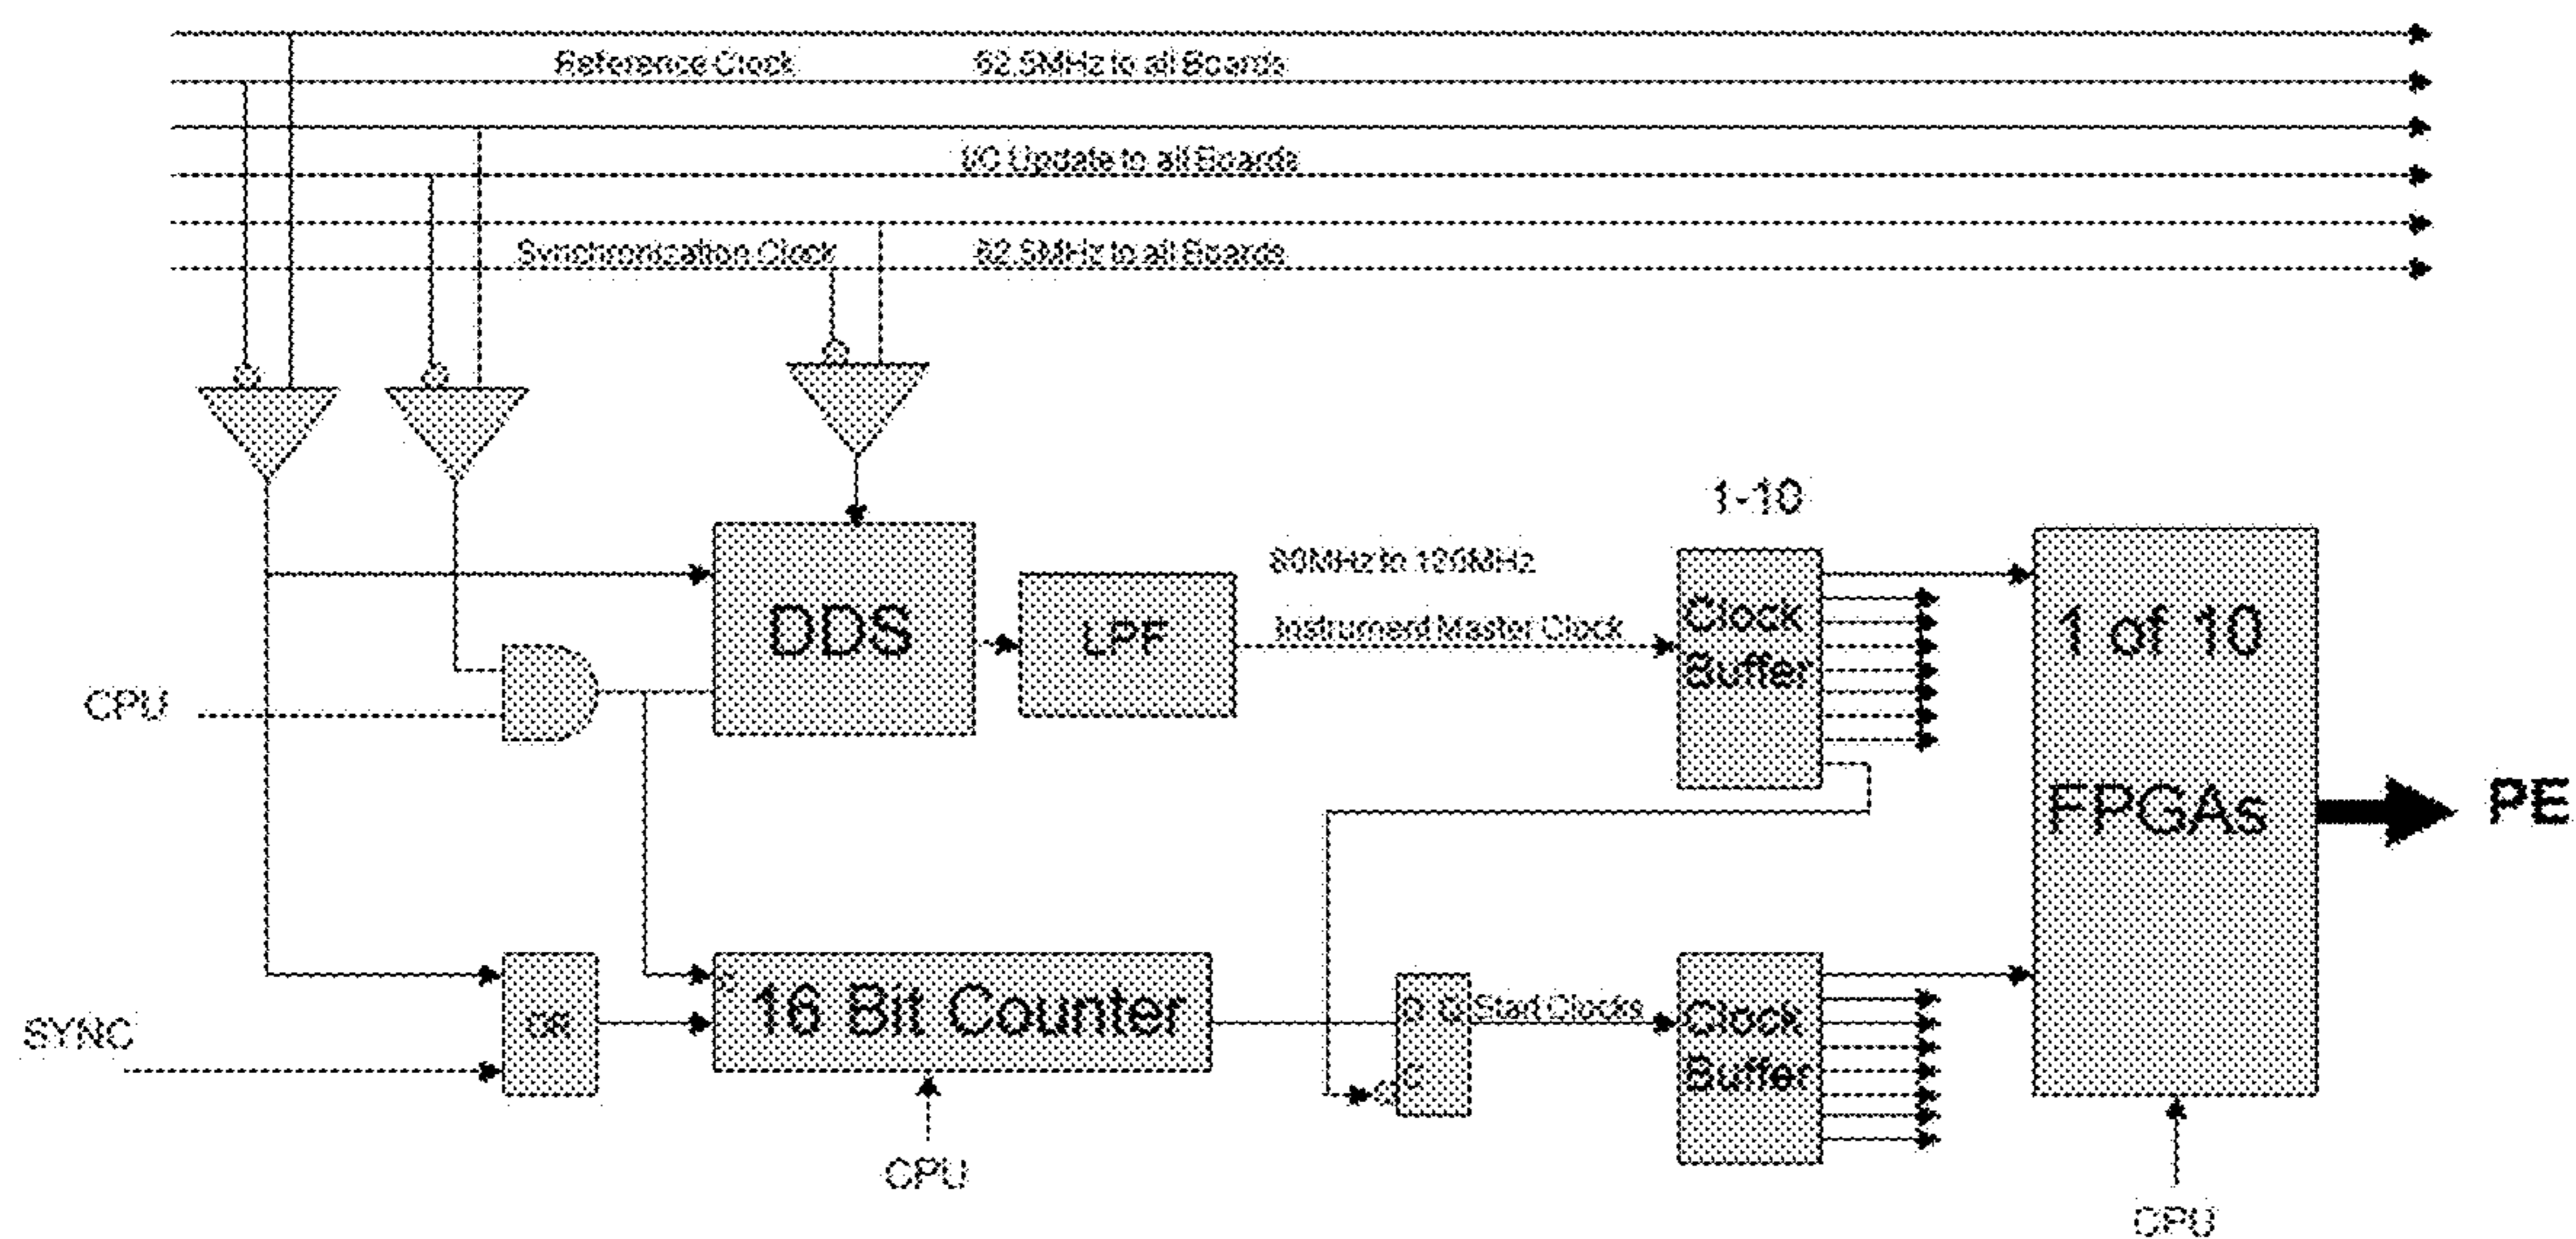 Reference Clock 62.5MHz to all Boards
I/O Update to all Boards
Synchronization Clock 62.5MHz to all Boards
1-10
80MHz to 120MHz
DDS
LPF
Instrument Master Clock
Clock
Buffer
1 of 10
FPGAs
CPU
PE
16 Bit Counter
D Q
C
Start Clocks
Clock
Buffer
SYNC
CPU
CPU